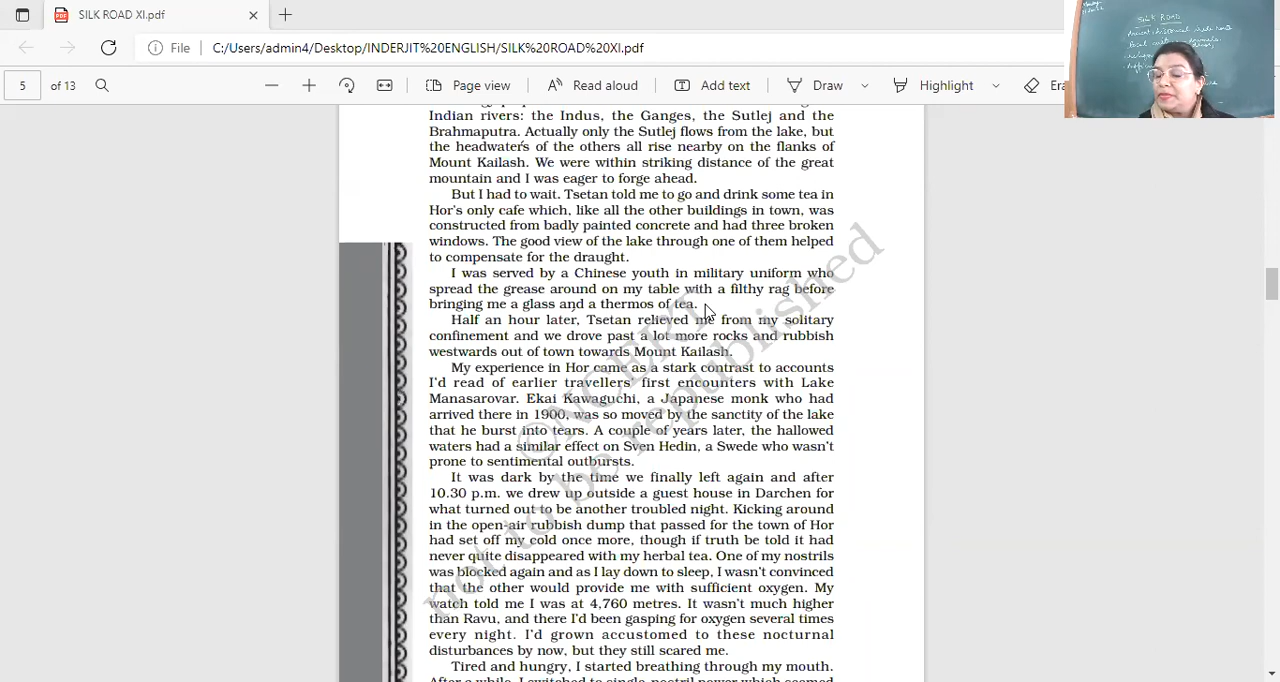 SILK ROAD XI.pdf
File C:/Users/admin4/Desktop/INDERJIT%20ENGLISH/SILK%20ROAD%20XI.pdf
5 of 13 Page view Read aloud Add text Draw Highlight
SILK ROAD
Indian rivers: the Indus, the Ganges, the Sutlej and the
Brahmaputra. Actually only the Sutlej flows from the lake, but
the headwaters of the others all rise nearby on the flanks of
Mount Kailash. We were within striking distance of the great
mountain and I was eager to forge ahead.
But I had to wait. Tsetan told me to go and drink some tea in
Hor's only cafe which, like all the other buildings in town, was
constructed from badly painted concrete and had three broken
windows. The good view of the lake through one of them helped
to compensate for the draught.
I was served by a Chinese youth in military uniform who
spread the grease around on my table with a filthy rag before
bringing me a glass and a thermos of tea.
Half an hour later, Tsetan relieved me from my solitary
confinement and we drove past a lot more rocks and rubbish
westwards out of town towards Mount Kailash.
My experience in Hor came as a stark contrast to accounts
I'd read of earlier travellers' first encounters with Lake
Manasarovar. Ekai Kawaguchi, a Japanese monk who had
arrived there in 1900, was so moved by the sanctity of the lake
that he burst into tears. A couple of years later, the hallowed
waters had a similar effect on Sven Hedin, a Swede who wasn't
prone to sentimental outbursts.
It was dark by the time we finally left again and after
10.30 p.m. we drew up outside a guest house in Darchen for
what turned out to be another troubled night. Kicking around
in the open-air rubbish dump that passed for the town of Hor
had set off my cold once more, though if truth be told it had
never quite disappeared with my herbal tea. One of my nostrils
was blocked again and as I lay down to sleep, I wasn't convinced
that the other would provide me with sufficient oxygen. My
watch told me I was at 4,760 metres. It wasn't much higher
than Ravu, and there I'd been gasping for oxygen several times
every night. I'd grown accustomed to these nocturnal
disturbances by now, but they still scared me.
Tired and hungry, I started breathing through my mouth.
After a while, I switched to single-nostril power which seemed
©NCERT
not to be republished